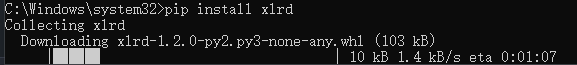 C:\Windows\system32>pip install xlrd
Collecting xlrd
Downloading xlrd-1.2.0-py2.py3-none-any.whl (103 kB)
| | 10 kB 1.4 kB/s eta 0:01:07